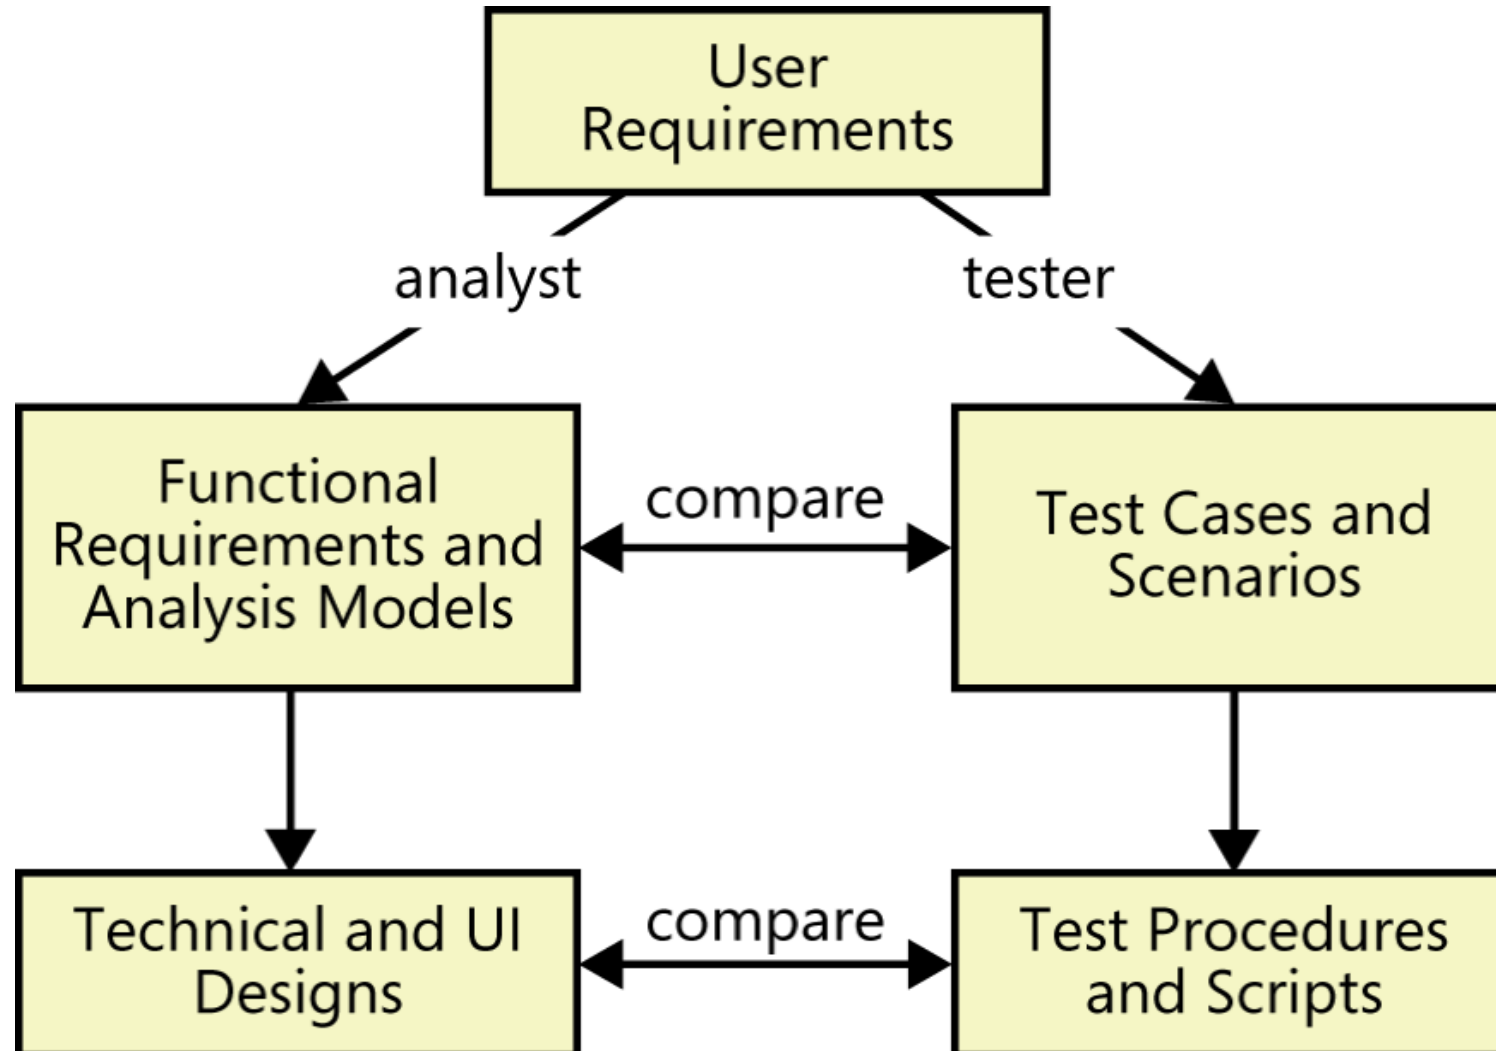 User
Requirements
analyst
tester
Functional
Requirements and
Analysis Models
compare
Test Cases and
Scenarios
Technical and UI
Designs
compare
Test Procedures
and Scripts